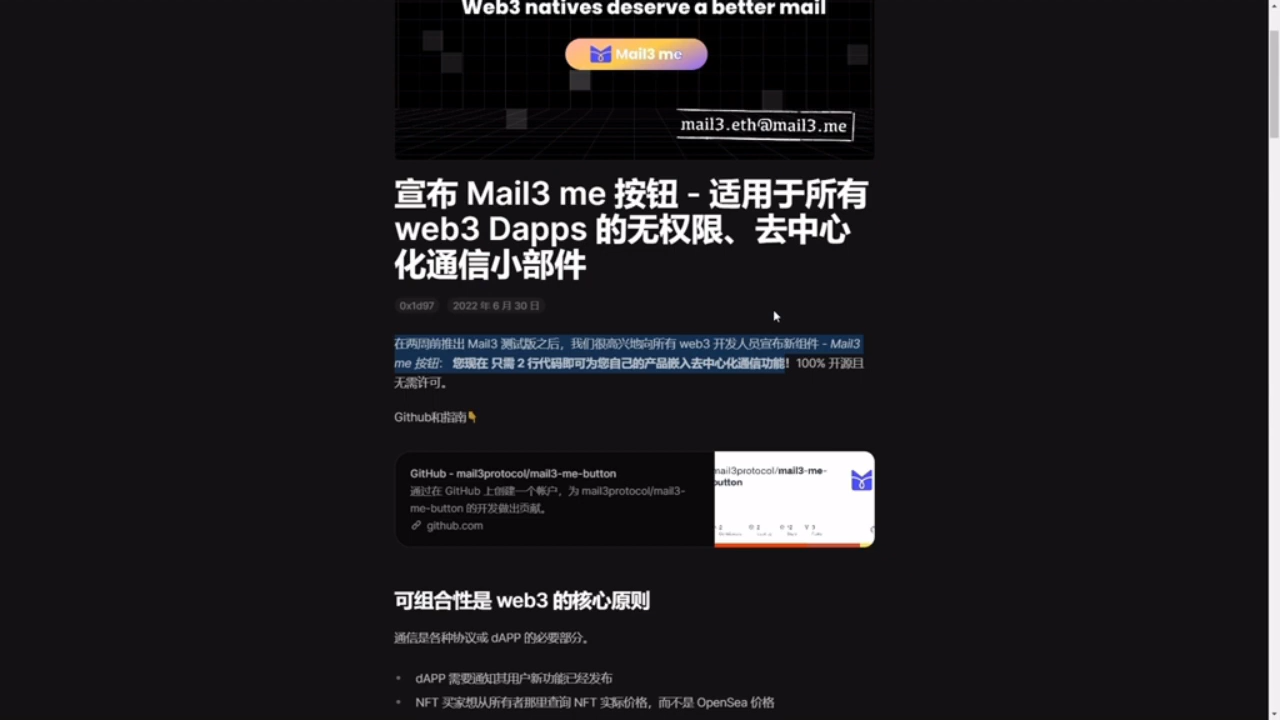 Web3 natives deserve a better mail
Mail3 me
mail3.eth@mail3.me
宣布 Mail3 me 按钮 - 适用于所有
web3 Dapps 的无权限、去中心
化通信小部件
0x1d97 2022 年 6 月 30 日
在两周前推出 Mail3 测试版之后，我们很高兴地向所有 web3 开发人员宣布新组件 - Mail3
me 按钮： 您现在 只需 2 行代码即可为您自己的产品嵌入去中心化通信功能！100% 开源且
无需许可。
Github和指南👇
GitHub - mail3protocol/mail3-me-button
通过在 GitHub 上创建一个帐户，为 mail3protocol/mail3-
me-button 的开发做出贡献。
github.com
mail3protocol/mail3-me-
button
可组合性是 web3 的核心原则
通信是各种协议或 dAPP 的必要部分。
• dAPP 需要通知其用户新功能已经发布
• NFT 买家想从所有者那里查询 NFT 实际价格，而不是 OpenSea 价格